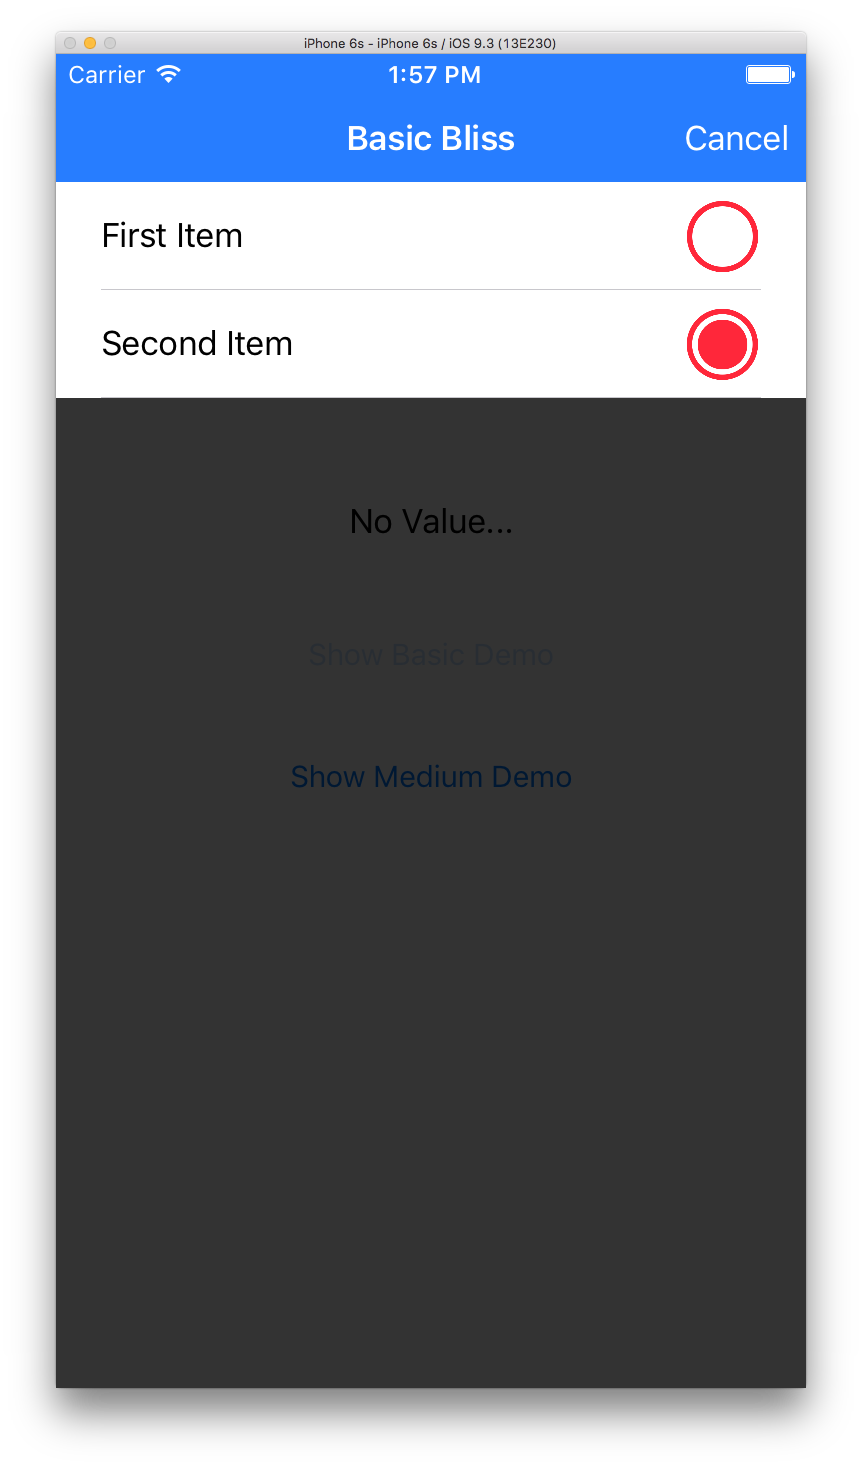 iPhone 6s - iPhone 6s / iOS 9.3 (13E230)
Carrier 1:57 PM
Basic Bliss Cancel
First Item
Second Item
No Value...
Show Basic Demo
Show Medium Demo